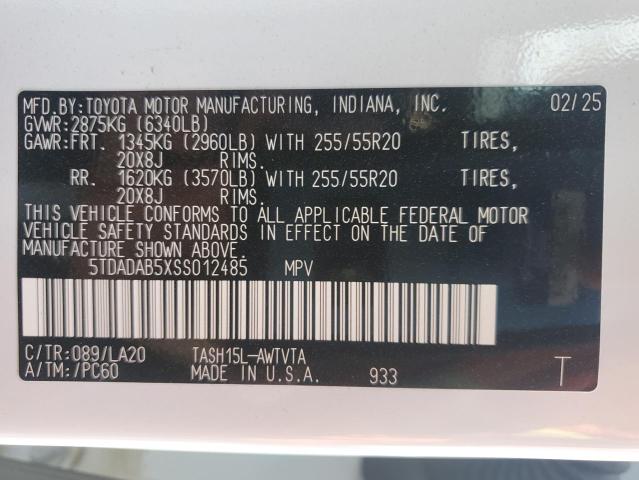 MFD. BY: TOYOTA MOTOR MANUFACTURING, INDIANA, INC. 02/25
GVWR: 2875KG (6340LB)
GAWR: FRT. 1345KG (2960LB) WITH 255/55R20 TIRES,
20X8J RIMS.
RR. 1620KG (3570LB) WITH 255/55R20 TIRES,
20X8J RIMS.
THIS VEHICLE CONFORMS TO ALL APPLICABLE FEDERAL MOTOR
VEHICLE SAFETY STANDARDS IN EFFECT ON THE DATE OF
MANUFACTURE SHOWN ABOVE.
5TDADAB5XSS012485 MPV
C/TR: 089/LA20 TASH15L-AWTVTA
A/TM: /PC60 MADE IN U.S.A. 933 T